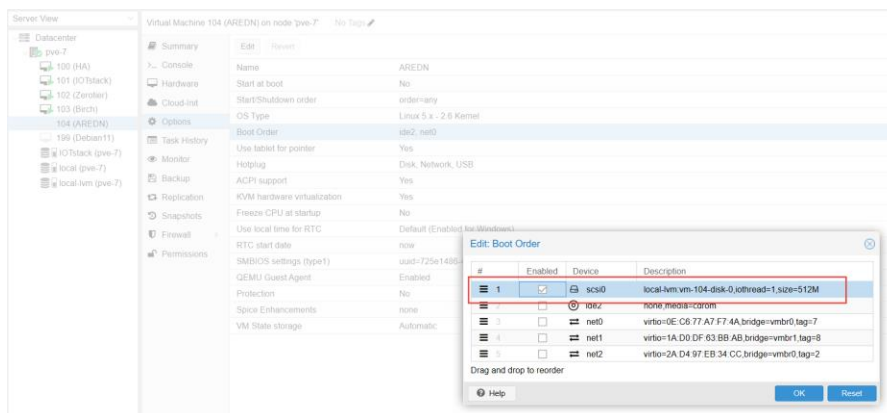 Server View
Datacenter
pve-7
100 (HA)
101 (IOTstack)
102 (Zerotier)
103 (Birch)
104 (AREDN)
199 (Debian11)
IOTstack (pve-7)
local (pve-7)
local-lvm (pve-7)
Virtual Machine 104 (AREDN) on node 'pve-7' No Tags
Summary
Console
Hardware
Cloud-Init
Options
Task History
Monitor
Backup
Replication
Snapshots
Firewall
Permissions
Edit Revert
Name AREDN
Start at boot No
Start/Shutdown order order=any
OS Type Linux 5.x - 2.6 Kernel
Boot Order ide2, net0
Use tablet for pointer Yes
Hotplug Disk, Network, USB
ACPI support Yes
KVM hardware virtualization Yes
Freeze CPU at startup No
Use local time for RTC Default (Enabled for Windows)
RTC start date now
SMBIOS settings (type1) uuid=725e1486-
QEMU Guest Agent Enabled
Protection No
Spice Enhancements none
VM State storage Automatic
Edit: Boot Order
# Enabled Device Description
1 scsi0 local-lvm:vm-104-disk-0,iothread=1,size=512M
2 ide2 none,media=cdrom
3 net0 virtio=0E:C6:77:A7:F7:4A,bridge=vmbr0,tag=7
4 net1 virtio=1A:D0:DF:63:BB:AB,bridge=vmbr1,tag=8
5 net2 virtio=2A:D4:97:EB:34:CC,bridge=vmbr0,tag=2
Drag and drop to reorder
Help OK Reset